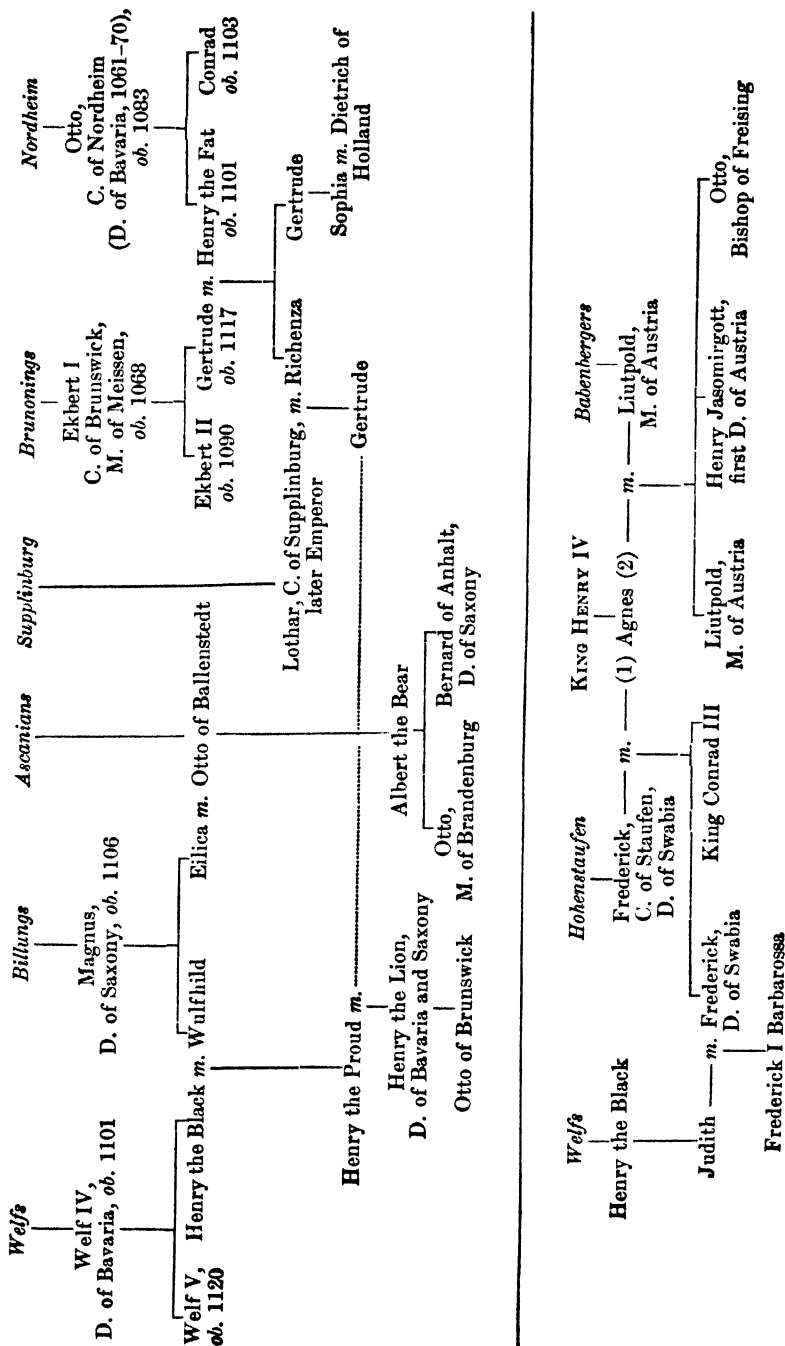 Welfs
Welf IV,
D. of Bavaria, ob. 1101
Welf V,
ob. 1120
Henry the Black m. Wulfhild
Billungs
Magnus,
D. of Saxony, ob. 1106
Eilica m. Otto of Ballenstedt
Ascanians
Supplinburg
Lothar, C. of Supplinburg, m. Richenza
later Emperor
Brunonings
Ekbert I
C. of Brunswick,
M. of Meissen,
ob. 1068
Ekbert II
ob. 1090
Gertrude m. Henry the Fat
ob. 1117
ob. 1101
Nordheim
Otto,
C. of Nordheim
(D. of Bavaria, 1061–70),
ob. 1083
Conrad
ob. 1103
Gertrude
Sophia m. Dietrich of
Holland
Henry the Proud m.
Gertrude
Henry the Lion,
D. of Bavaria and Saxony
Otto of Brunswick
Albert the Bear
Otto,
M. of Brandenburg
Bernard of Anhalt,
D. of Saxony
Welfs
Henry the Black
Judith m. Frederick,
D. of Swabia
Frederick I Barbarossa
Hohenstaufen
Frederick,
C. of Staufen,
D. of Swabia
m.
King Conrad III
KING HENRY IV
(1) Agnes (2)
m.
Babenbergers
Liutpold,
M. of Austria
Liutpold,
M. of Austria
Henry Jasomirgott,
first D. of Austria
Otto,
Bishop of Freising